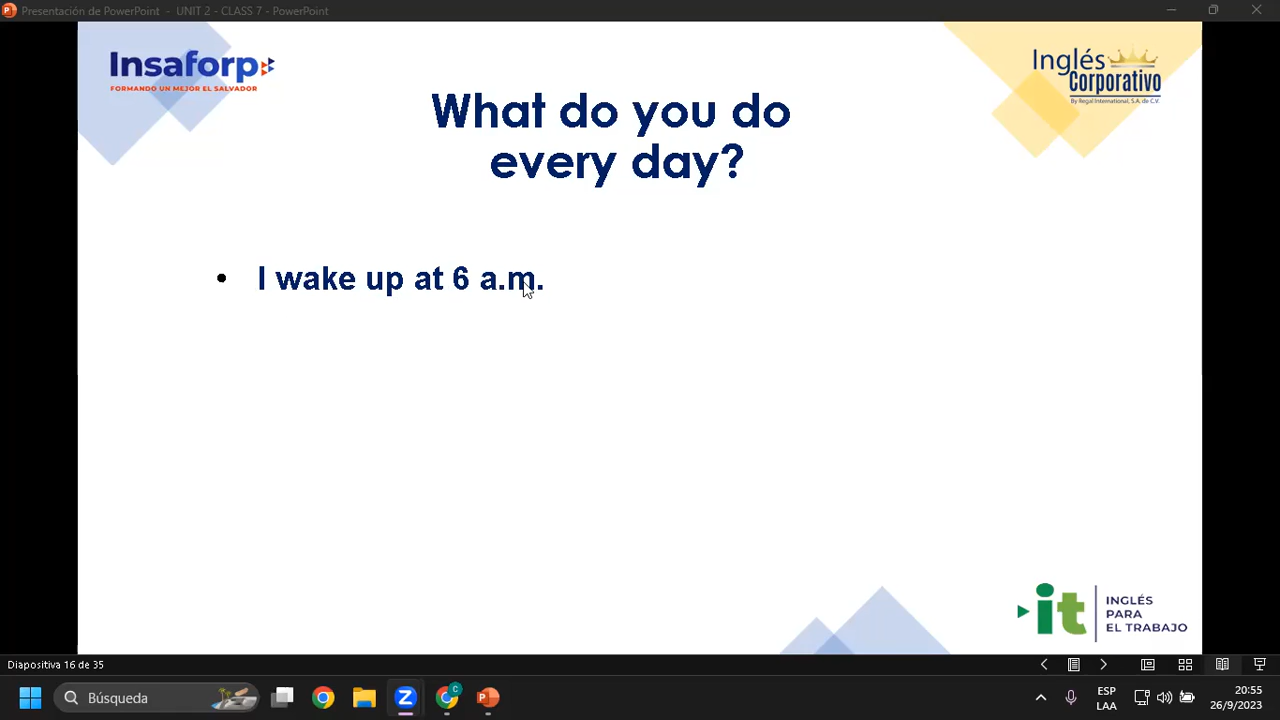 Presentación de PowerPoint - UNIT 2 - CLASS 7 - PowerPoint
Insaforp
FORMANDO UN MEJOR EL SALVADOR
Inglés
Corporativo
By Regal International, S.A. de C.V.
What do you do
every day?
• I wake up at 6 a.m.
it
INGLÉS
PARA
EL TRABAJO
Diapositiva 16 de 35
Búsqueda
C
ESP
LAA
20:55
26/9/2023